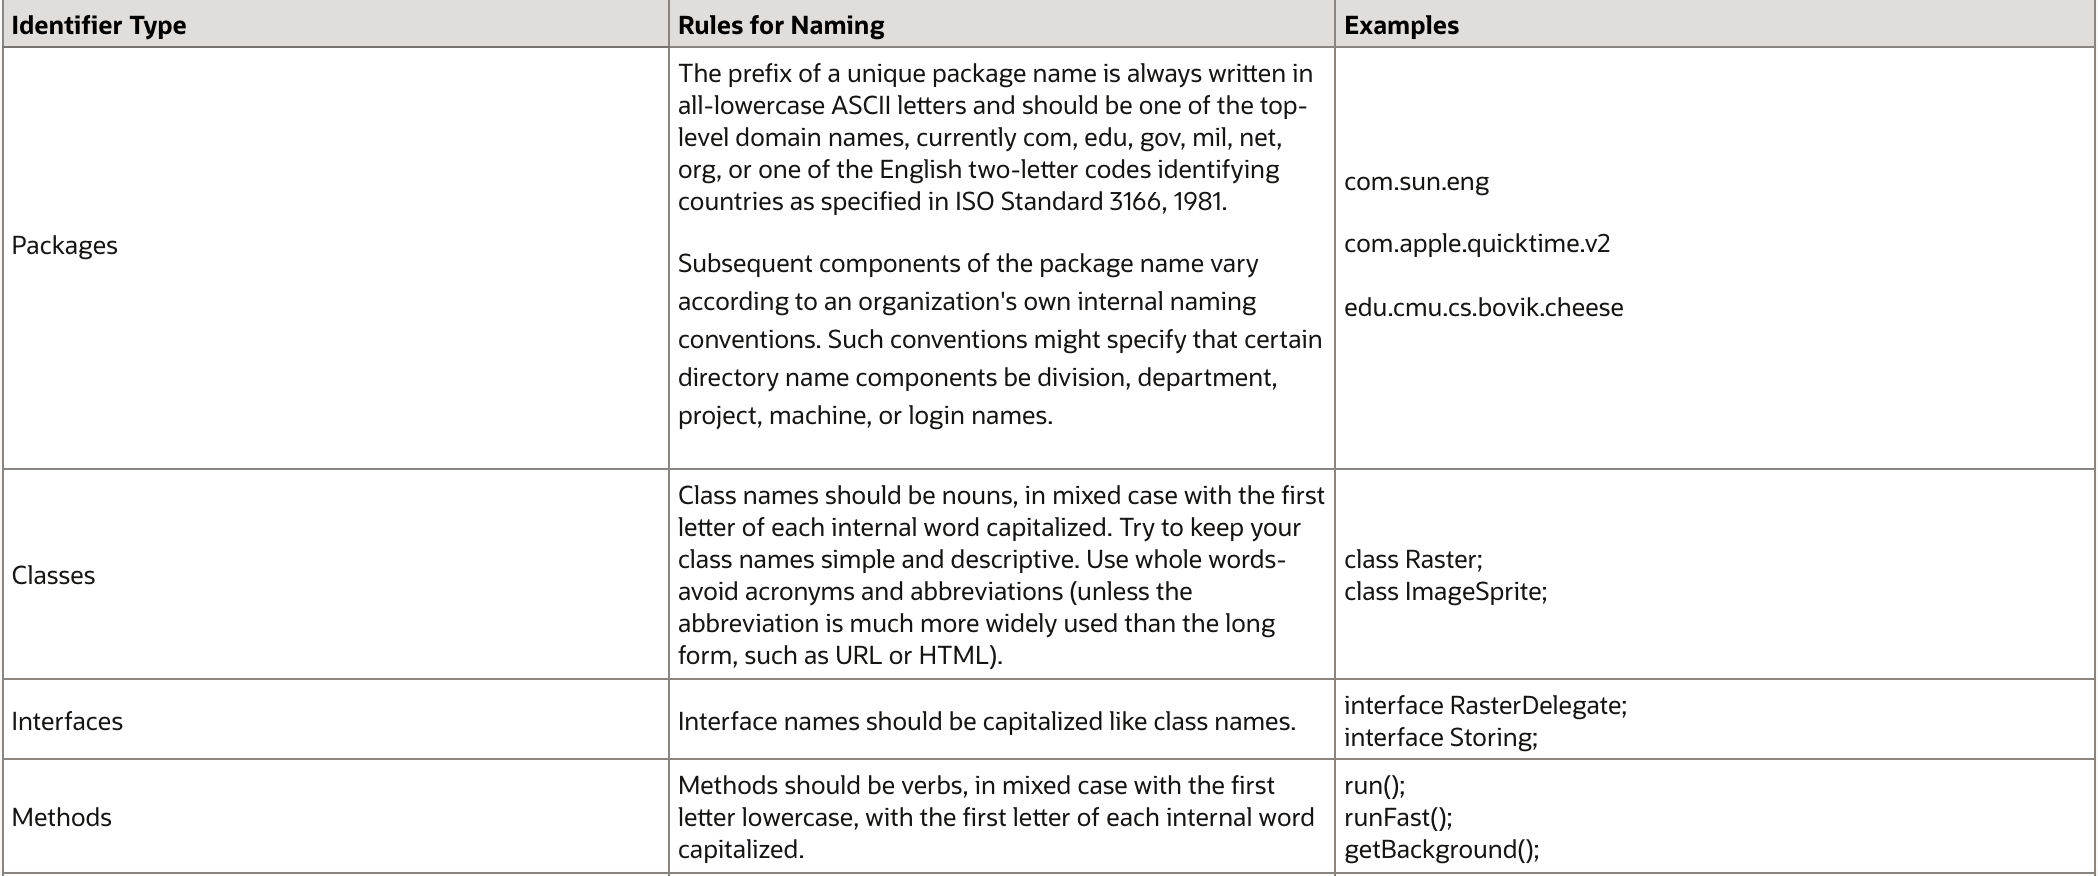 Identifier Type
Rules for Naming
Examples
Packages
The prefix of a unique package name is always written in
all-lowercase ASCII letters and should be one of the top-
level domain names, currently com, edu, gov, mil, net,
org, or one of the English two-letter codes identifying
countries as specified in ISO Standard 3166, 1981.
Subsequent components of the package name vary
according to an organization's own internal naming
conventions. Such conventions might specify that certain
directory name components be division, department,
project, machine, or login names.
com.sun.eng
com.apple.quicktime.v2
edu.cmu.cs.bovik.cheese
Classes
Class names should be nouns, in mixed case with the first
letter of each internal word capitalized. Try to keep your
class names simple and descriptive. Use whole words-
avoid acronyms and abbreviations (unless the
abbreviation is much more widely used than the long
form, such as URL or HTML).
class Raster;
class ImageSprite;
Interfaces
Interface names should be capitalized like class names.
interface RasterDelegate;
interface Storing;
Methods
Methods should be verbs, in mixed case with the first
letter lowercase, with the first letter of each internal word
capitalized.
run();
runFast();
getBackground();